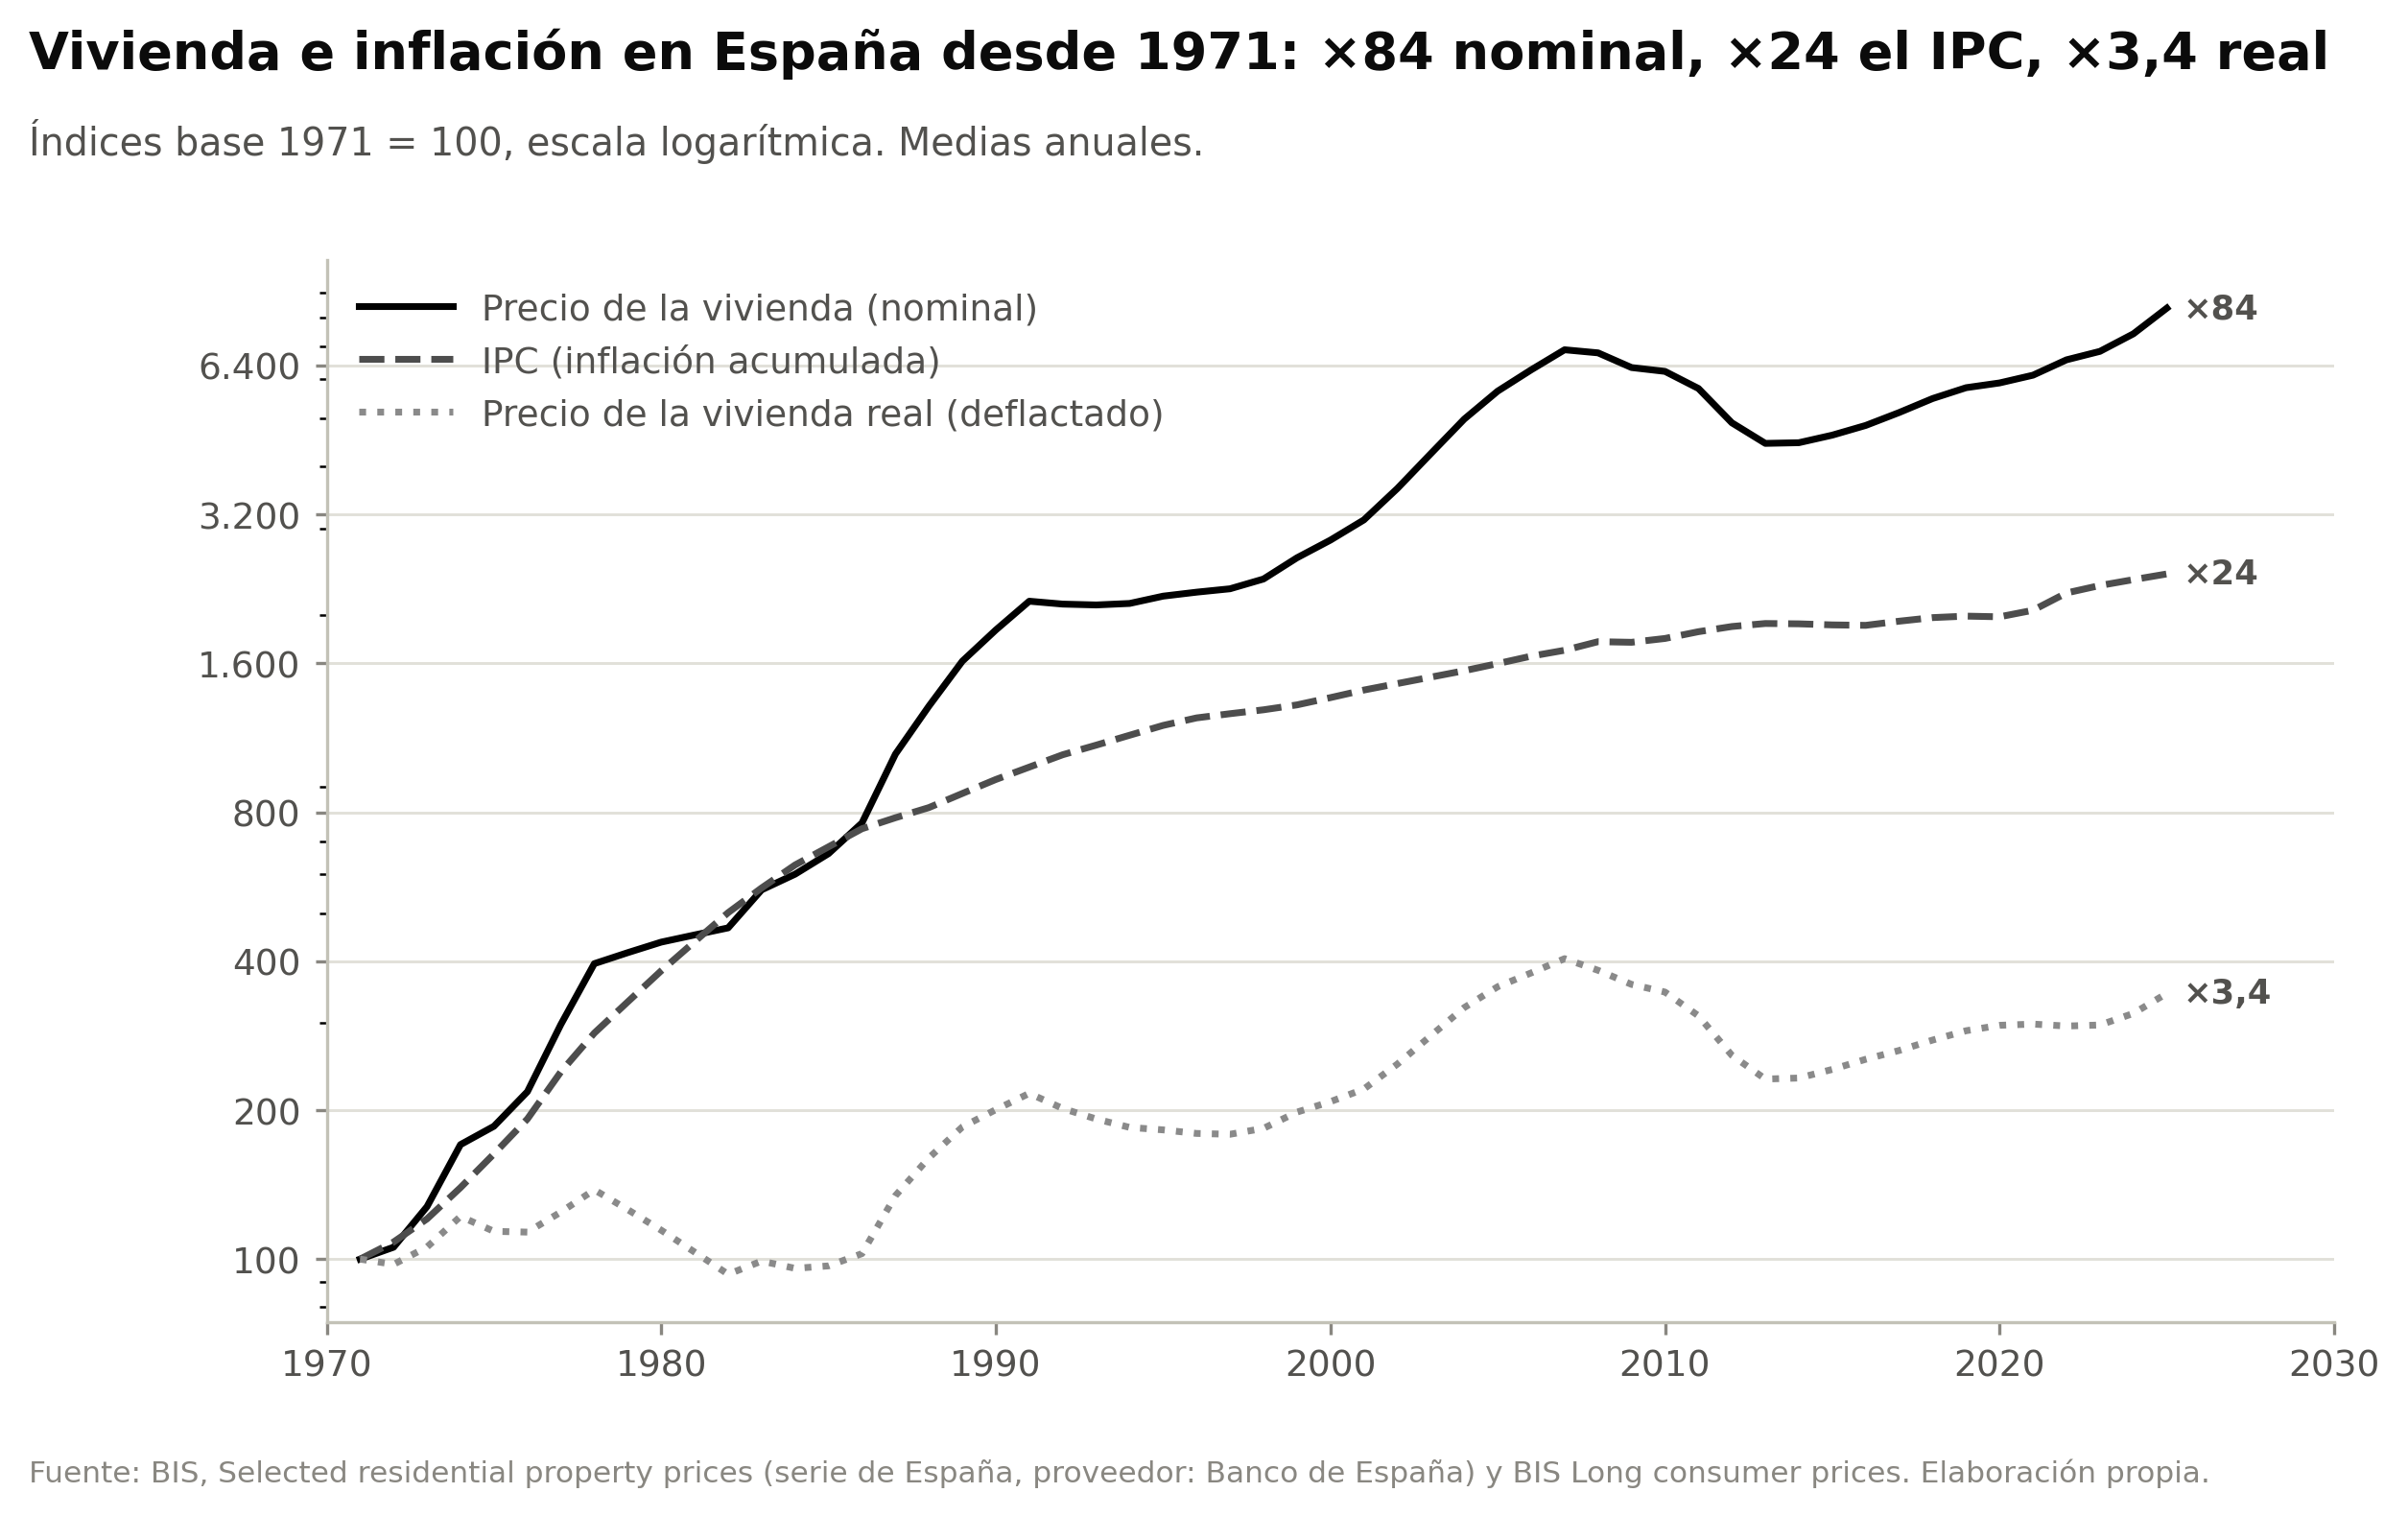 Vivienda e inflación en España desde 1971: ×84 nominal, ×24 el IPC, ×3,4 real
Índices base 1971 = 100, escala logarítmica. Medias anuales.
Precio de la vivienda (nominal)
IPC (inflación acumulada)
Precio de la vivienda real (deflactado)
×84
×24
×3,4
6.400
3.200
1.600
800
400
200
100
1970 1980 1990 2000 2010 2020 2030
Fuente: BIS, Selected residential property prices (serie de España, proveedor: Banco de España) y BIS Long consumer prices. Elaboración propia.